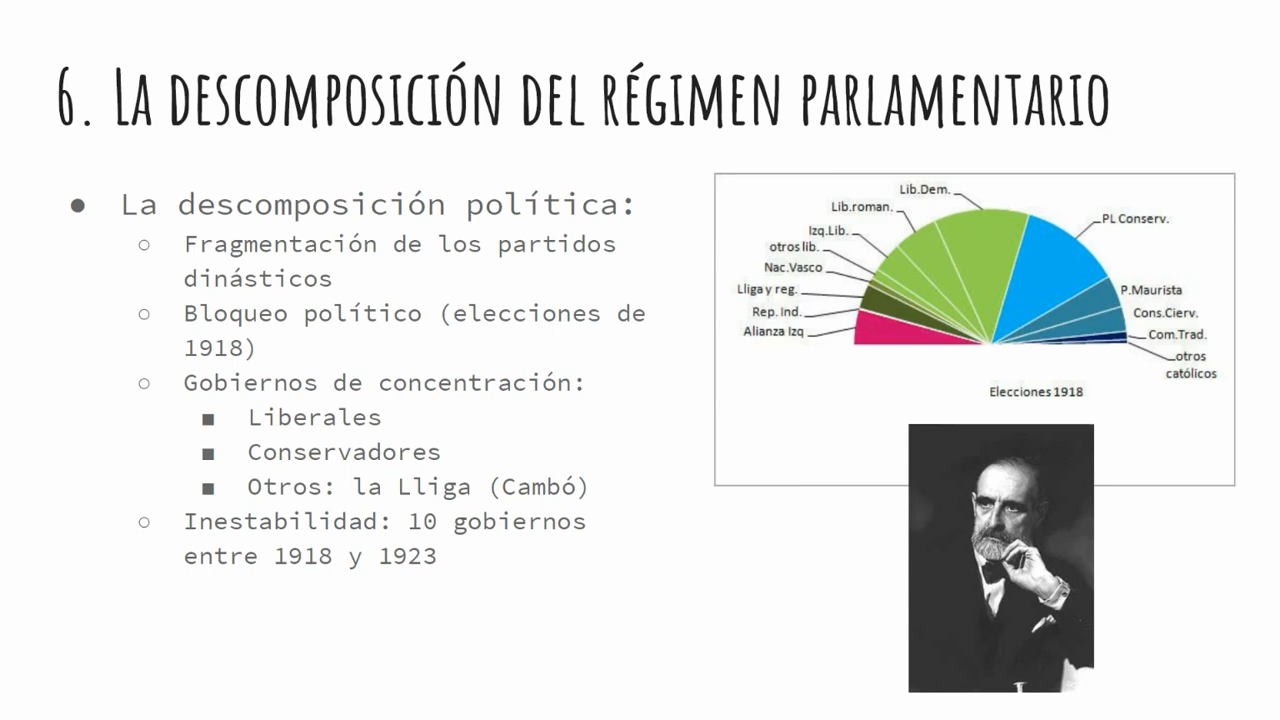 6. La descomposición del régimen parlamentario
● La descomposición política:
○ Fragmentación de los partidos
dinásticos
○ Bloqueo político (elecciones de
1918)
○ Gobiernos de concentración:
■ Liberales
■ Conservadores
■ Otros: la Lliga (Cambó)
○ Inestabilidad: 10 gobiernos
entre 1918 y 1923
Lib.Dem.
Lib.roman.
Izq.Lib.
otros lib.
Nac.Vasco
Lliga y reg.
Rep. Ind.
Alianza Izq
PL Conserv.
P.Maurista
Cons.Cierv.
Com.Trad.
otros
católicos
Elecciones 1918